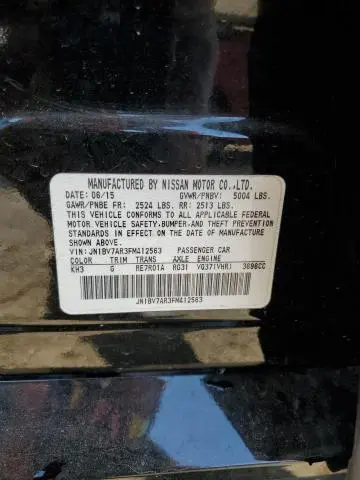 MANUFACTURED BY NISSAN MOTOR CO.,LTD.
DATE: 06/15 GVWR/PNBV: 5004 LBS.
GAWR/PNBE FR: 2524 LBS. RR: 2513 LBS.
THIS VEHICLE CONFORMS TO ALL APPLICABLE FEDERAL
MOTOR VEHICLE SAFETY,BUMPER,AND THEFT PREVENTION
STANDARDS IN EFFECT ON THE DATE OF MANUFACTURE
SHOWN ABOVE.
VIN: JN1BV7AR3FM412563 PASSENGER CAR
COLOR TRIM TRANS AXLE ENGINE
KH3 G RE7R01A RG31 VQ37(VHR) 3696CC
JN1BV7AR3FM412563